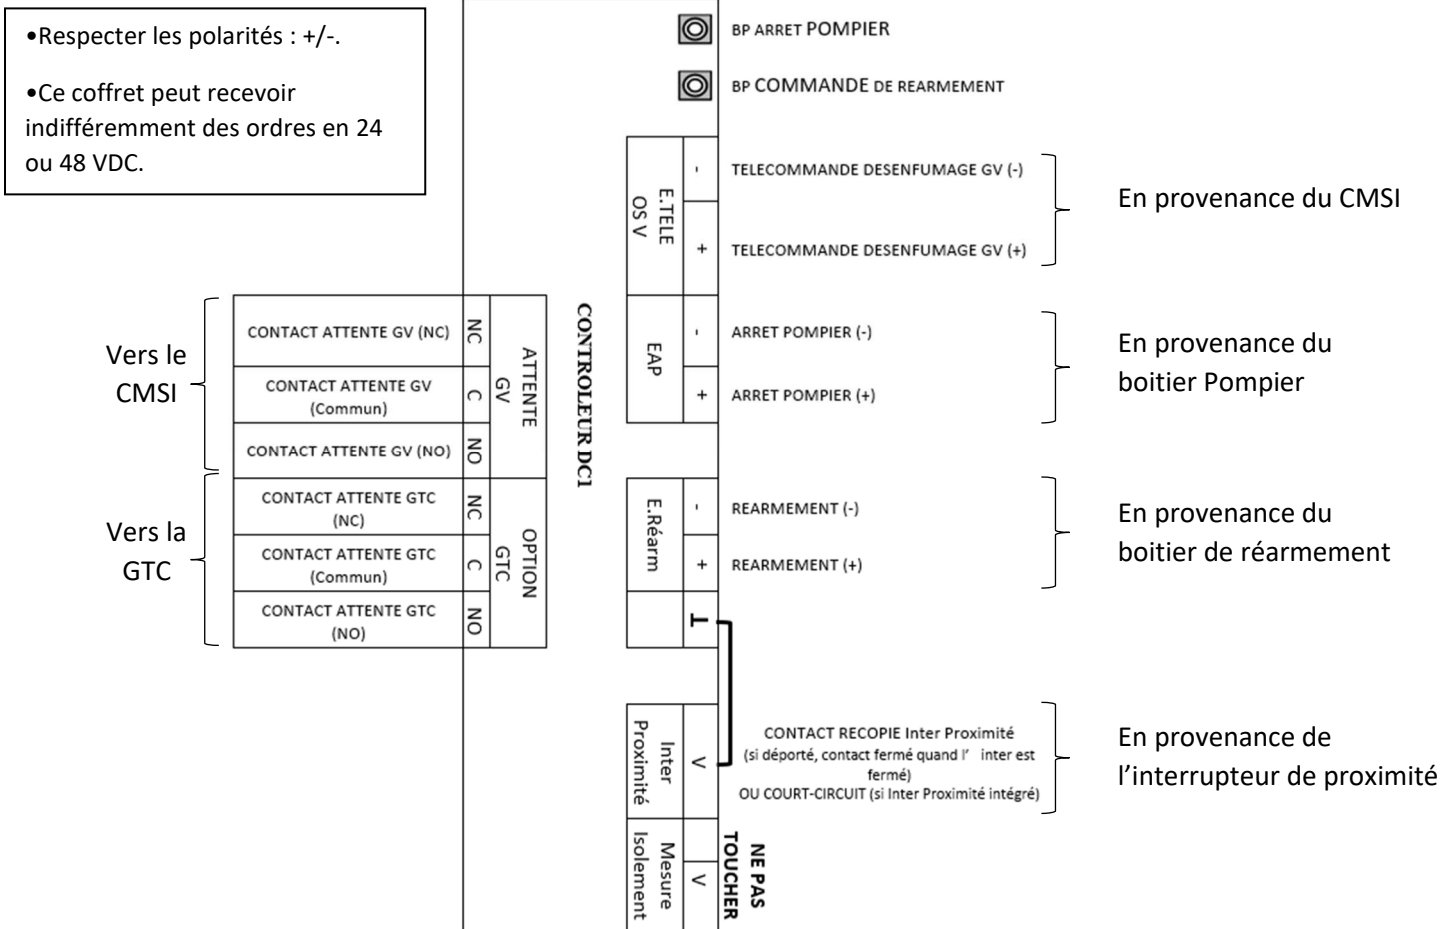 •Respecter les polarités : +/-.
•Ce coffret peut recevoir
indifféremment des ordres en 24
ou 48 VDC.
BP ARRET POMPIER
BP COMMANDE DE REARMEMENT
E.TELE
OS V
-
TELECOMMANDE DESENFUMAGE GV (-)
+
TELECOMMANDE DESENFUMAGE GV (+)
En provenance du CMSI
EAP
-
ARRET POMPIER (-)
+
ARRET POMPIER (+)
En provenance du
boitier Pompier
E.Réarm
-
REARMEMENT (-)
+
REARMEMENT (+)
T
En provenance du
boitier de réarmement
Inter
Proximité
V
CONTACT RECOPIE Inter Proximité
(si déporté, contact fermé quand l' inter est
fermé)
OU COURT-CIRCUIT (si Inter Proximité intégré)
En provenance de
l’interrupteur de proximité
Mesure
Isolement
V
NE PAS
TOUCHER
CONTROLEUR DC1
Vers le
CMSI
CONTACT ATTENTE GV (NC)
NC
CONTACT ATTENTE GV
(Commun)
C
CONTACT ATTENTE GV (NO)
NO
ATTENTE
GV
Vers la
GTC
CONTACT ATTENTE GTC
(NC)
NC
CONTACT ATTENTE GTC
(Commun)
C
CONTACT ATTENTE GTC
(NO)
NO
OPTION
GTC